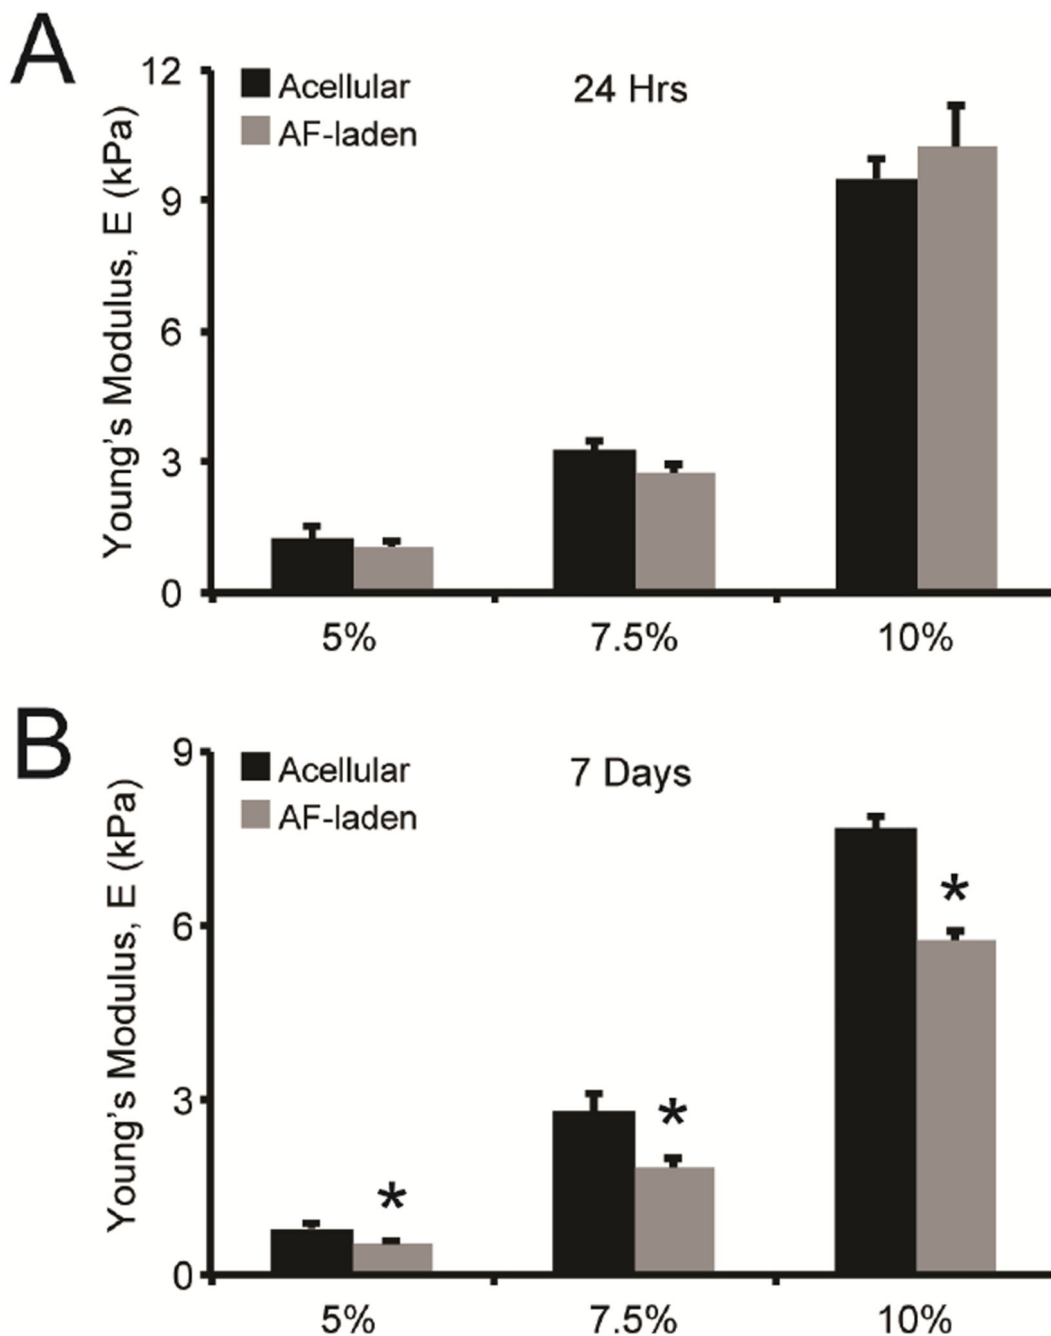 A
12
Acellular
24 Hrs
AF-laden
9
6
3
0
Young's Modulus, E (kPa)
5% 7.5% 10%
B
9
Acellular
7 Days
AF-laden
6
*
3
*
*
0
Young's Modulus, E (kPa)
5% 7.5% 10%